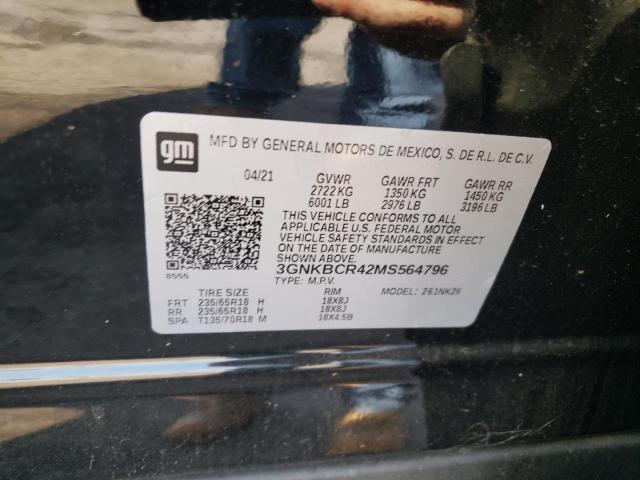 gm
MFD BY GENERAL MOTORS DE MEXICO, S. DE R.L. DE C.V.
04/21 GVWR GAWR FRT GAWR RR
2722 KG 1350 KG 1450 KG
6001 LB 2976 LB 3196 LB
THIS VEHICLE CONFORMS TO ALL
APPLICABLE U.S. FEDERAL MOTOR
VEHICLE SAFETY STANDARDS IN
EFFECT ON THE DATE OF MANUFACTURE
SHOWN ABOVE.
8555 3GNKBCR42MS564796
TYPE: M.P.V.
TIRE SIZE RIM MODEL: 261NK26
FRT 235/65R18 H 18X8J
RR 235/65R18 H 18X8J
SPA T135/70R18 M 18X4.5B